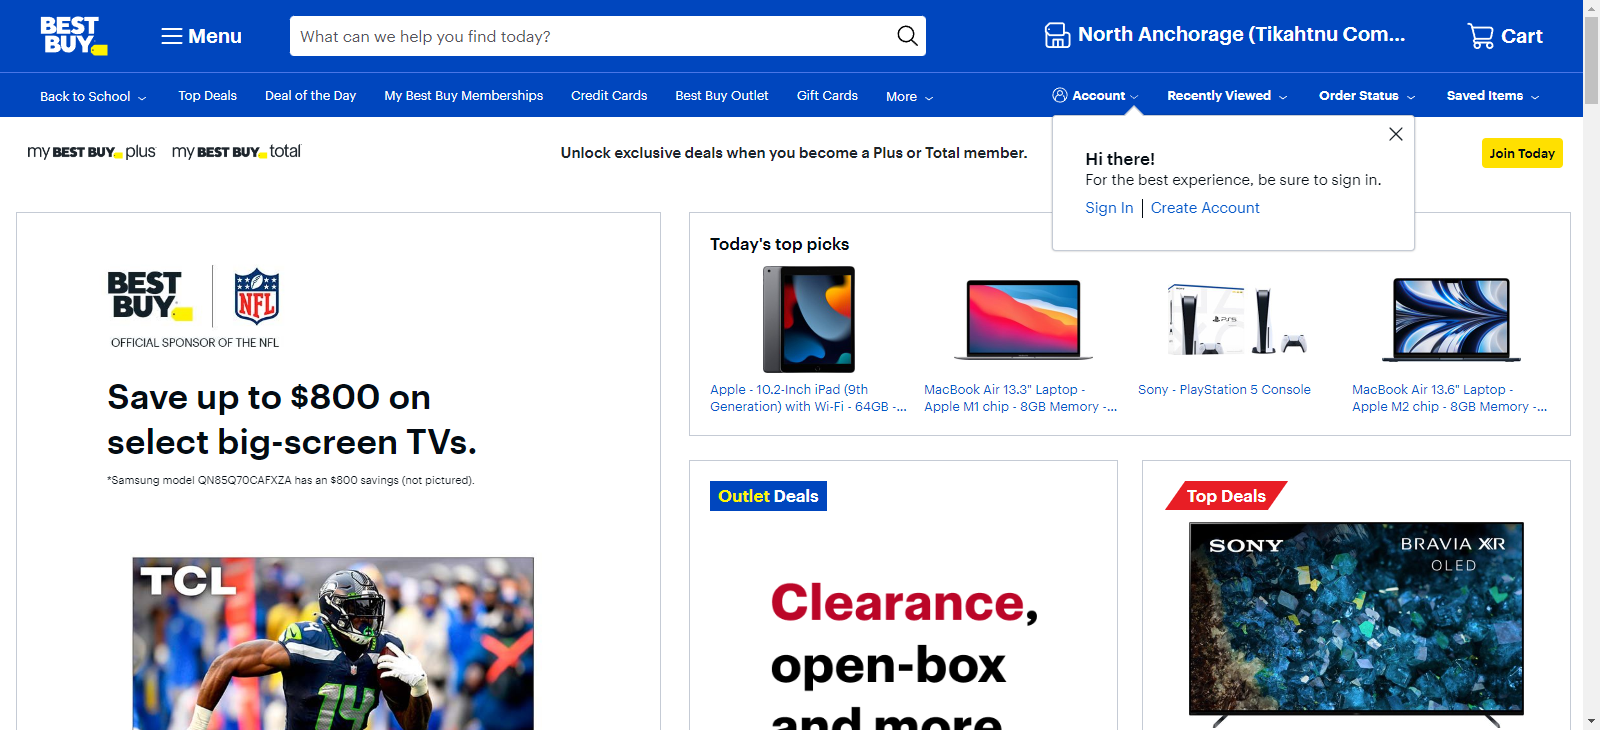 BEST BUY
Menu
What can we help you find today?
North Anchorage (Tikahtnu Com...
Cart
Back to School
Top Deals
Deal of the Day
My Best Buy Memberships
Credit Cards
Best Buy Outlet
Gift Cards
More
Account
Recently Viewed
Order Status
Saved Items
my BEST BUY plus
my BEST BUY total
Unlock exclusive deals when you become a Plus or Total member.
Join Today
Hi there!
For the best experience, be sure to sign in.
Sign In
Create Account
BEST BUY
NFL
OFFICIAL SPONSOR OF THE NFL
Save up to $800 on
select big-screen TVs.
*Samsung model QN85Q70CAFXZA has an $800 savings (not pictured).
TCL
14
Today's top picks
PS5
Apple - 10.2-Inch iPad (9th
Generation) with Wi-Fi - 64GB -...
MacBook Air 13.3" Laptop -
Apple M1 chip - 8GB Memory -...
Sony - PlayStation 5 Console
MacBook Air 13.6" Laptop -
Apple M2 chip - 8GB Memory -...
Outlet Deals
Clearance,
open-box
and more
Top Deals
SONY
BRAVIA XR
OLED